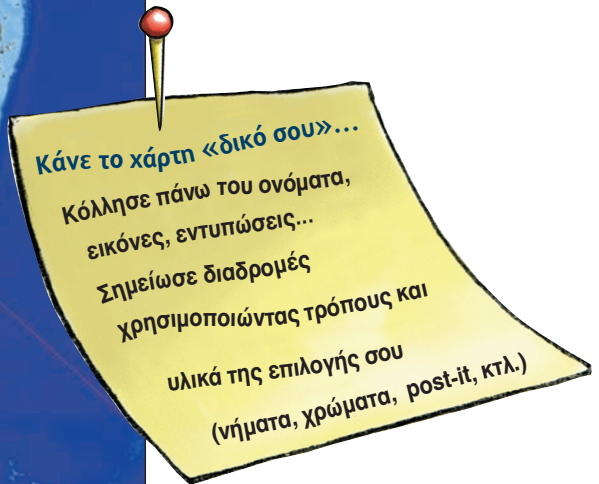 Κάνε το χάρτη «δικό σου»...
Κόλλησε πάνω του ονόματα,
εικόνες, εντυπώσεις...
Σημείωσε διαδρομές
χρησιμοποιώντας τρόπους και
υλικά της επιλογής σου
(νήματα, χρώματα, post-it, κτλ.)